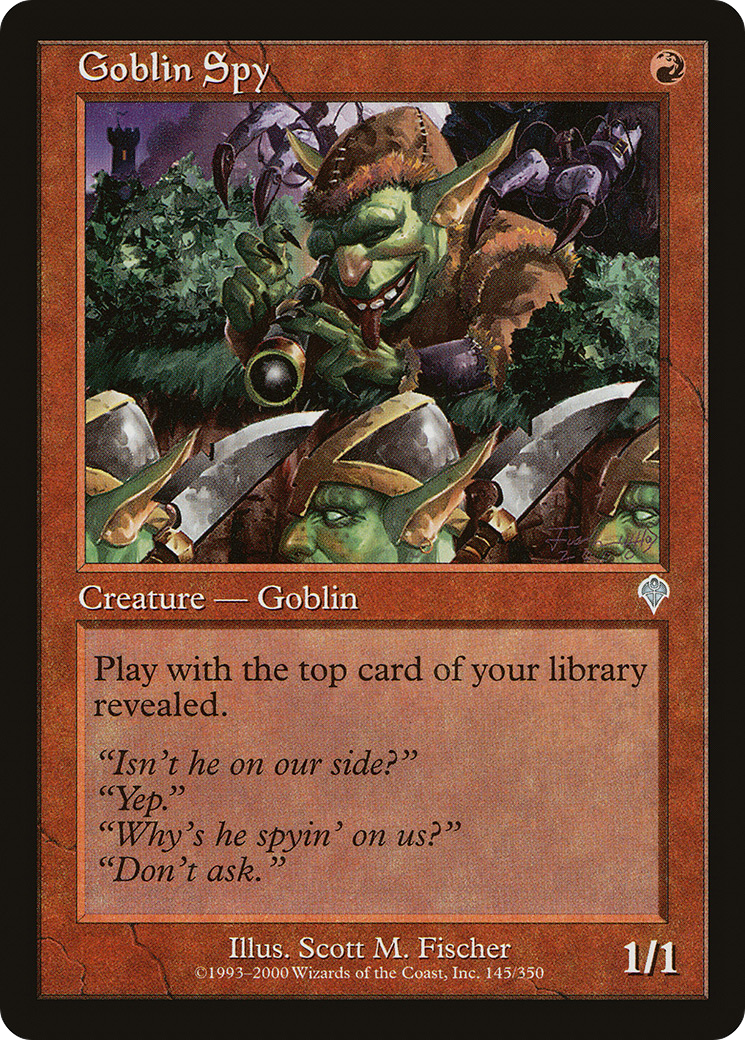 Goblin Spy
Creature — Goblin
Play with the top card of your library
revealed.
“Isn’t he on our side?”
“Yep.”
“Why’s he spyin’ on us?”
“Don’t ask.”
Illus. Scott M. Fischer
1/1
©1993–2000 Wizards of the Coast, Inc. 145/350